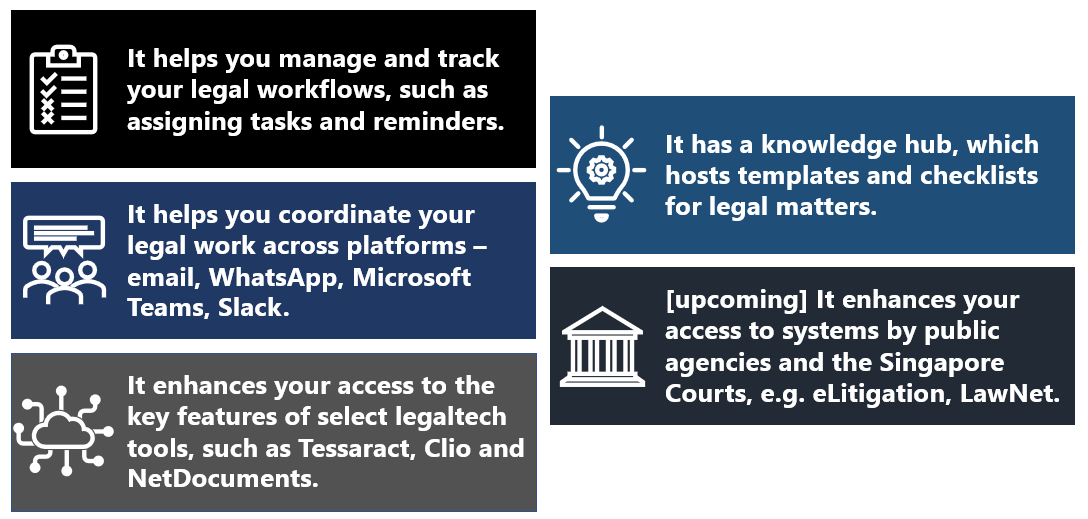 It helps you manage and track
your legal workflows, such as
assigning tasks and reminders.
It helps you coordinate your
legal work across platforms –
email, WhatsApp, Microsoft
Teams, Slack.
It enhances your access to the
key features of select legaltech
tools, such as Tessaract, Clio and
NetDocuments.
It has a knowledge hub, which
hosts templates and checklists
for legal matters.
[upcoming] It enhances your
access to systems by public
agencies and the Singapore
Courts, e.g. eLitigation, LawNet.